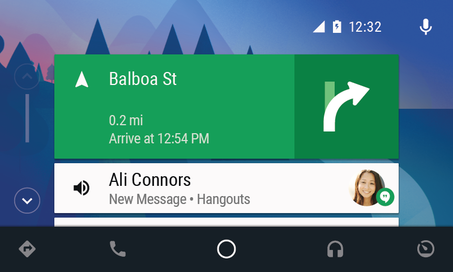 12:32
Balboa St
0.2 mi
Arrive at 12:54 PM
Ali Connors
New Message • Hangouts